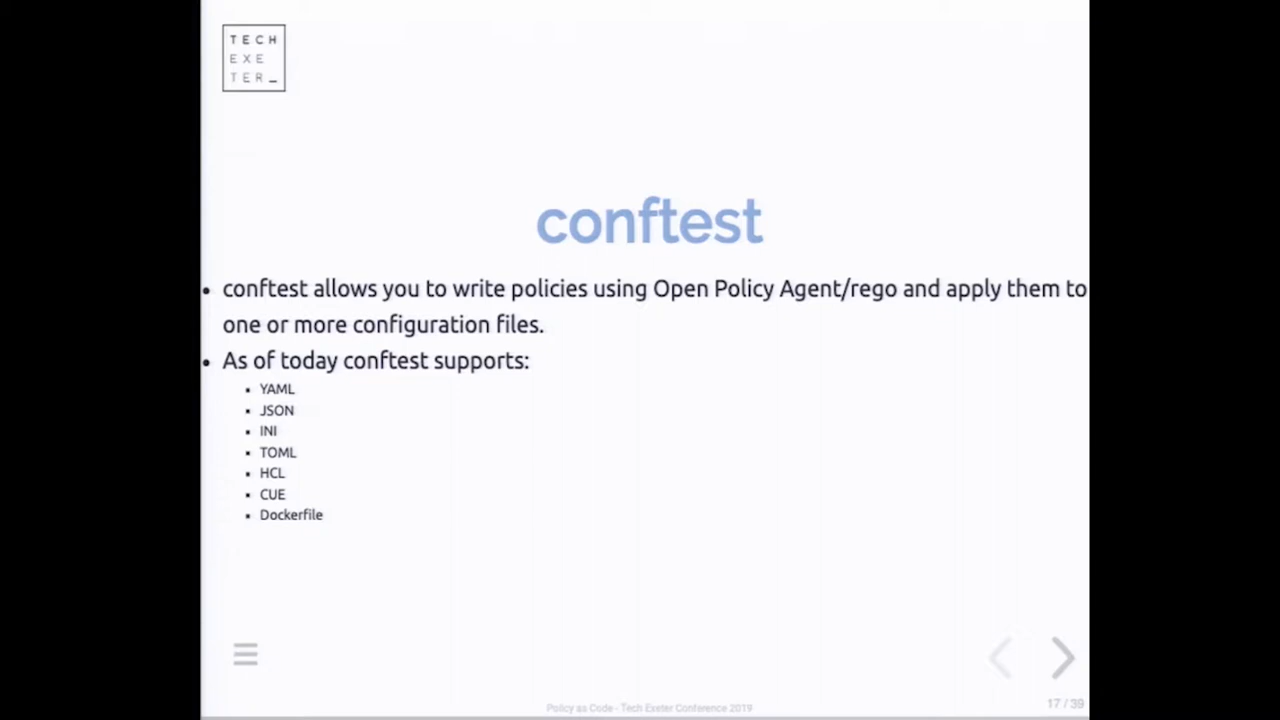 TECH
EXE
TER_
conftest
• conftest allows you to write policies using Open Policy Agent/rego and apply them to
one or more configuration files.
• As of today conftest supports:
▪ YAML
▪ JSON
▪ INI
▪ TOML
▪ HCL
▪ CUE
▪ Dockerfile
Policy as Code - Tech Exeter Conference 2019
17 / 39